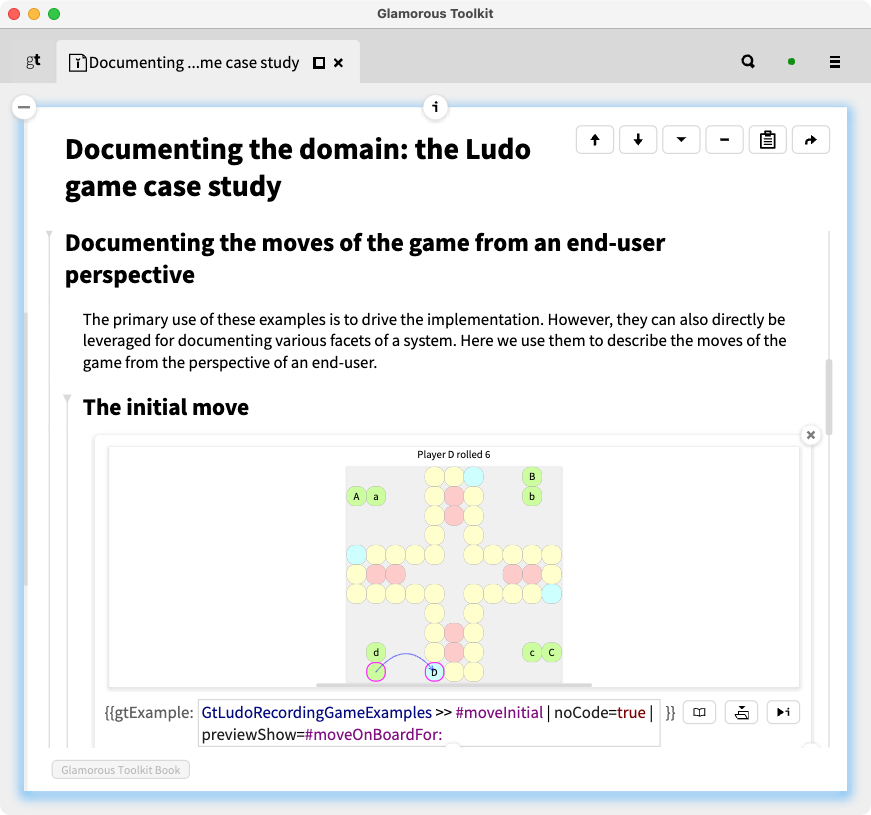 Glamorous Toolkit
gt
Documenting ...me case study
i
Documenting the domain: the Ludo
game case study
Documenting the moves of the game from an end-user
perspective
The primary use of these examples is to drive the implementation. However, they can also directly be
leveraged for documenting various facets of a system. Here we use them to describe the moves of the
game from the perspective of an end-user.
The initial move
Player D rolled 6
B
A a b
d c C
D
{{gtExample: GtLudoRecordingGameExamples >> #moveInitial | noCode=true | }}
previewShow=#moveOnBoardFor:
Glamorous Toolkit Book